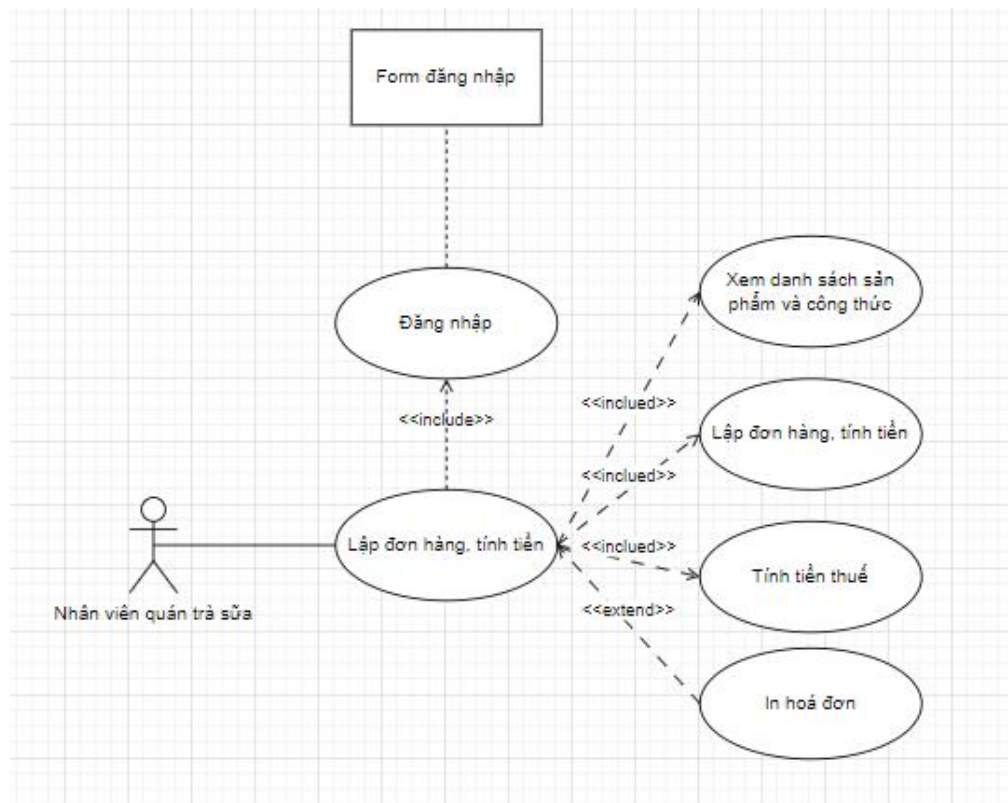 Form đăng nhập
Đăng nhập
<<include>>
Lập đơn hàng, tính tiền
Nhân viên quán trà sữa
Xem danh sách sản
phẩm và công thức
<<inclued>>
Lập đơn hàng, tính tiền
<<inclued>>
<<inclued>>
Tính tiền thuế
<<extend>>
In hoá đơn